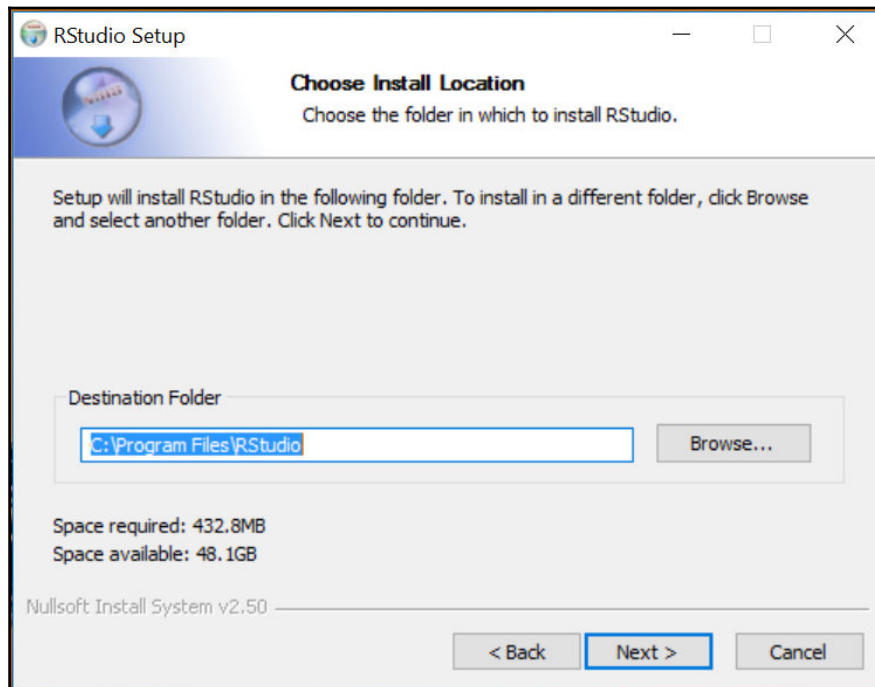 RStudio Setup
Choose Install Location
Choose the folder in which to install RStudio.
Setup will install RStudio in the following folder. To install in a different folder, click Browse
and select another folder. Click Next to continue.
Destination Folder
C:\Program Files\RStudio
Browse...
Space required: 432.8MB
Space available: 48.1GB
Nullsoft Install System v2.50
< Back Next > Cancel